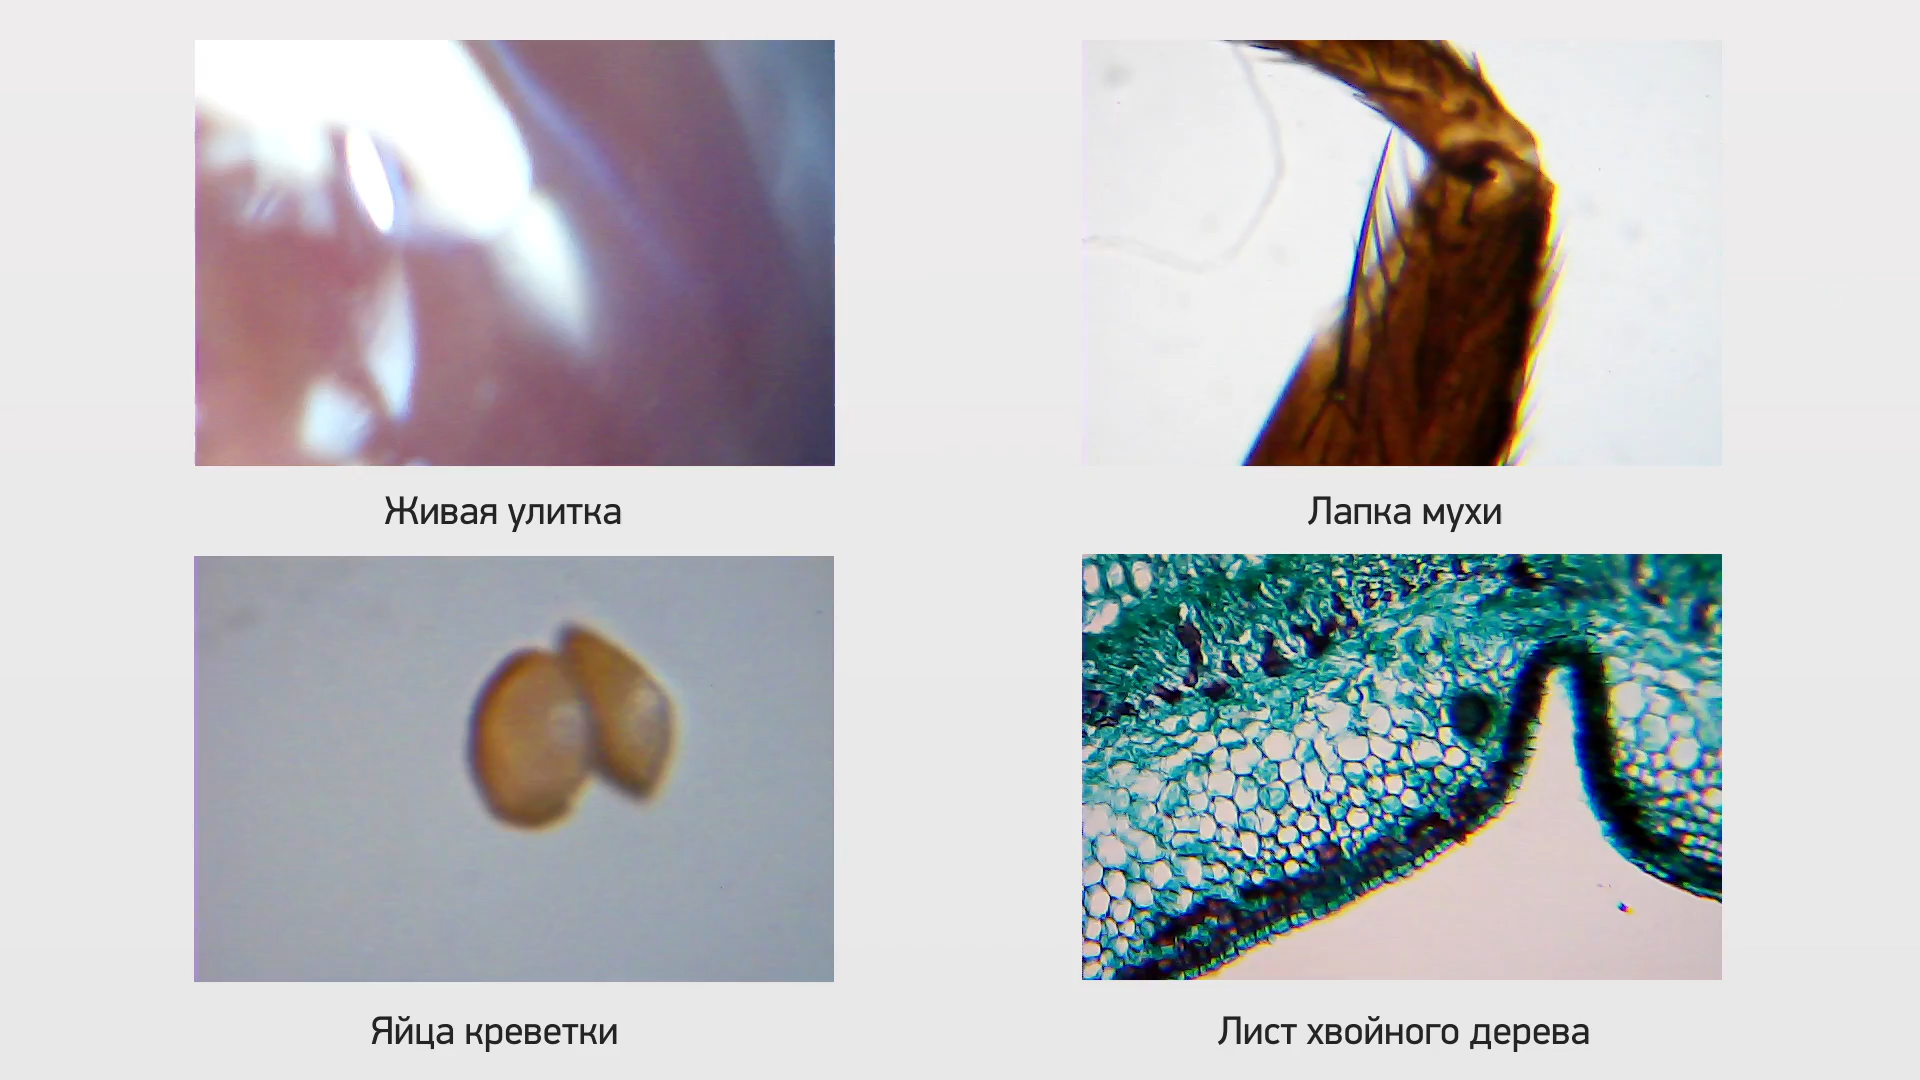 Живая улитка
Лапка мухи
Яйца креветки
Лист хвойного дерева